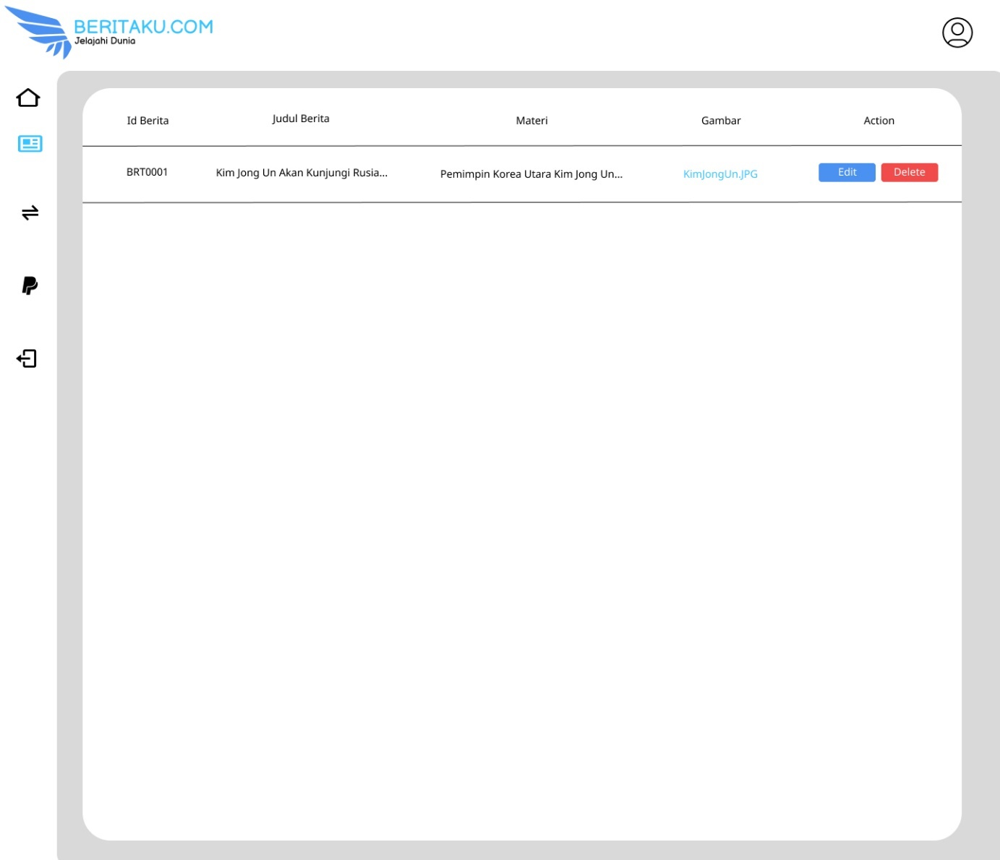 BERITAKU.COM
Jelajahi Dunia
Id Berita Judul Berita Materi Gambar Action
BRT0001 Kim Jong Un Akan Kunjungi Rusia... Pemimpin Korea Utara Kim Jong Un... KimJongUn.JPG Edit Delete